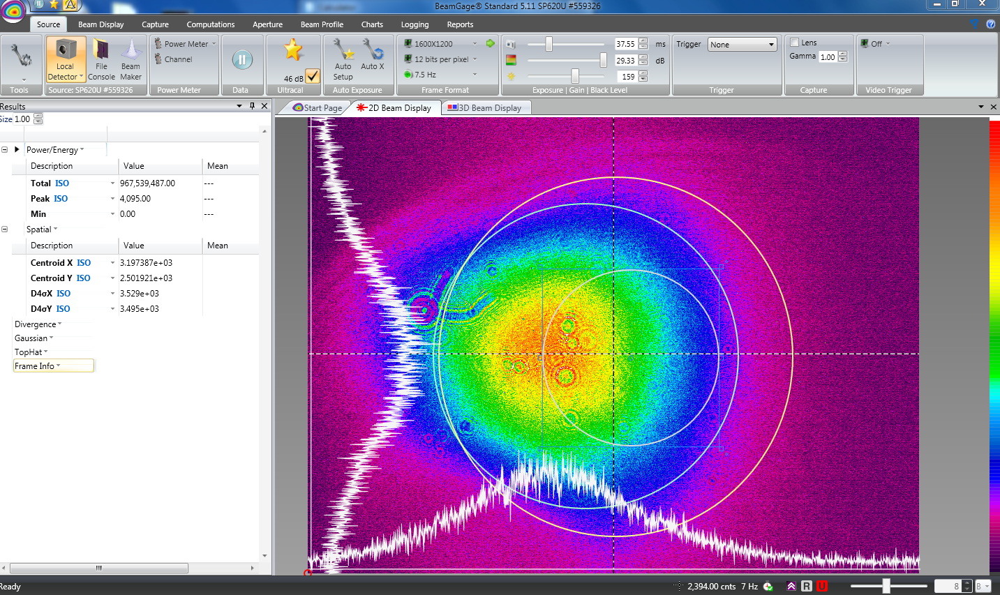 BeamGage® Standard 5.11 SP620U #559326
Source Beam Display Capture Computations Aperture Beam Profile Charts Logging Reports
Tools
Local Detector
File Console
Beam Maker
Source: SP620U #559326
Power Meter
Channel
Power Meter
Data
46 dB
Ultracal
Auto Setup
Auto X
Auto Exposure
1600X1200
12 bits per pixel
7.5 Hz
Frame Format
37.55 ms
29.33 dB
159
Exposure | Gain | Black Level
Trigger None
Trigger
Lens
Gamma 1.00
Capture
Off
Video Trigger
Results
Size 1.00
Power/Energy
Description Value Mean
Total ISO 967,539,487.00 ---
Peak ISO 4,095.00 ---
Min 0.00 ---
Spatial
Description Value Mean
Centroid X ISO 3.197387e+03
Centroid Y ISO 2.501921e+03
D4σX ISO 3.529e+03
D4σY ISO 3.495e+03
Divergence
Gaussian
TopHat
Frame Info
Start Page 2D Beam Display 3D Beam Display
Ready
2,394.00 cnts 7 Hz R U 8 B